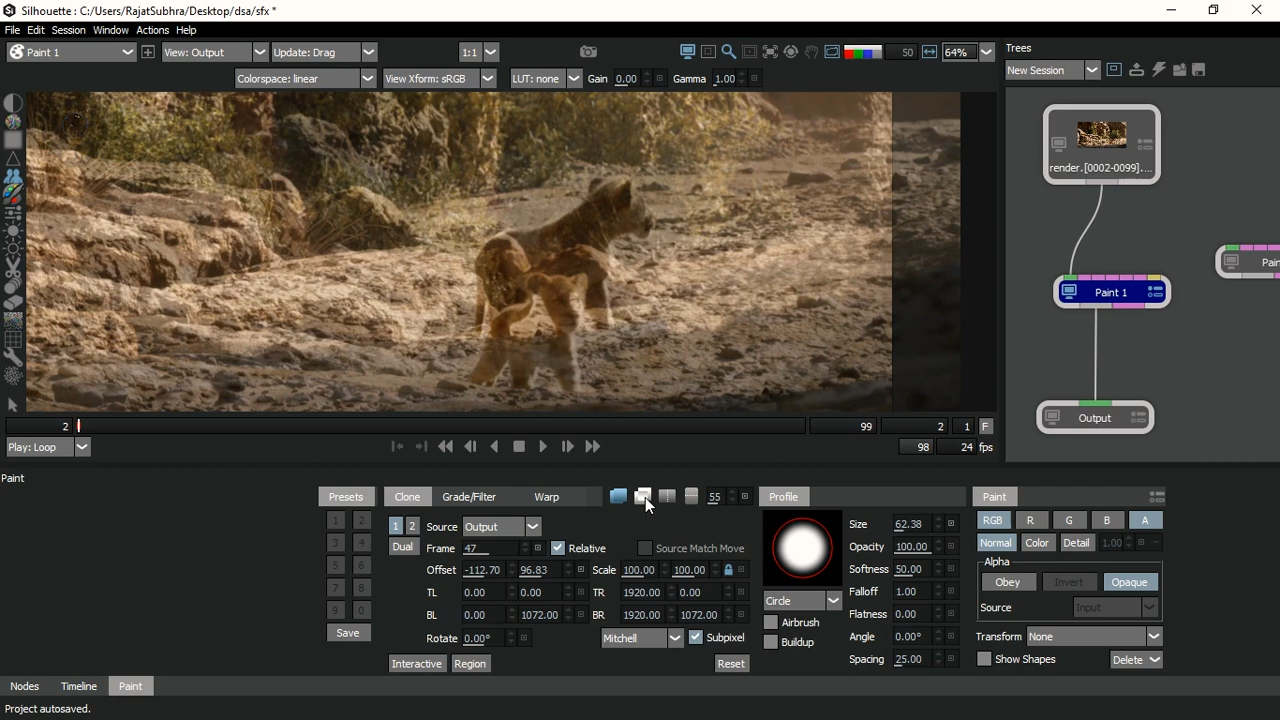 Silhouette : C:/Users/RajatSubhra/Desktop/dsa/sfx *
File Edit Session Window Actions Help
Paint 1 View: Output Update: Drag 1:1 50 64%
Colorspace: linear View Xform: sRGB LUT: none Gain 0.00 Gamma 1.00
Trees
New Session
render.[0002-0099]....
Paint 1
Pain
Output
2 99 2 1 F
Play: Loop 98 24 fps
Paint
Presets
1 2
3 4
5 6
7 8
9 0
Save
Clone Grade/Filter Warp 55
1 2 Source Output
Dual Frame 47 Relative Source Match Move
Offset -112.70 96.83 Scale 100.00 100.00
TL 0.00 0.00 TR 1920.00 0.00
BL 0.00 1072.00 BR 1920.00 1072.00
Rotate 0.00° Mitchell Subpixel
Interactive Region Reset
Profile
Circle
Airbrush
Buildup
Size 62.38
Opacity 100.00
Softness 50.00
Falloff 1.00
Flatness 0.00
Angle 0.00°
Spacing 25.00
Paint
RGB R G B A
Normal Color Detail 1.00
Alpha
Obey Invert Opaque
Source Input
Transform None
Show Shapes Delete
Nodes Timeline Paint
Project autosaved.